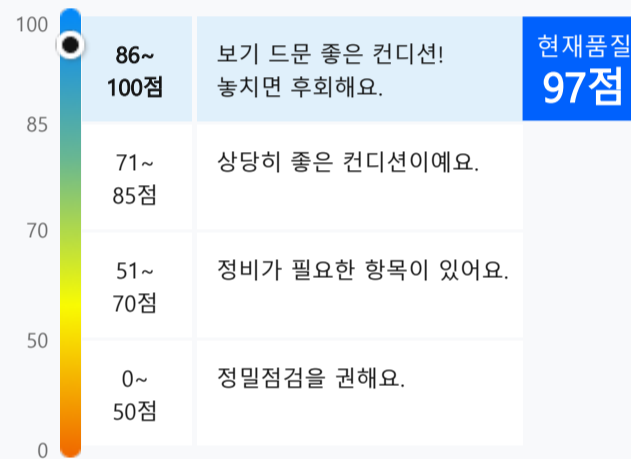 100
86~
100점
보기 드문 좋은 컨디션!
놓치면 후회해요.
현재품질
97점
85
71~
85점
상당히 좋은 컨디션이예요.
70
51~
70점
정비가 필요한 항목이 있어요.
50
0~
50점
정밀점검을 권해요.
0